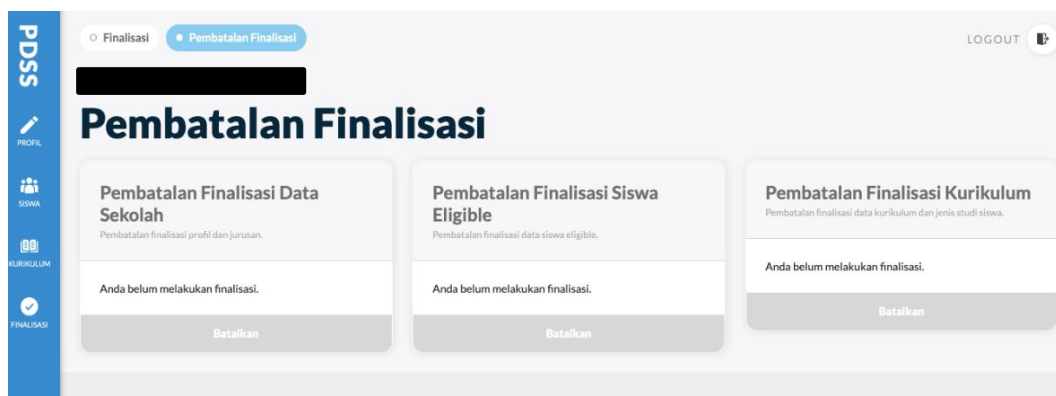 PDSS
PROFIL
SISWA
KURIKULUM
FINALISASI
Finalisasi
Pembatalan Finalisasi
LOGOUT
Pembatalan Finalisasi
Pembatalan Finalisasi Data
Sekolah
Pembatalan finalisasi profil dan jurusan.
Anda belum melakukan finalisasi.
Batalkan
Pembatalan Finalisasi Siswa
Eligible
Pembatalan finalisasi data siswa eligible.
Anda belum melakukan finalisasi.
Batalkan
Pembatalan Finalisasi Kurikulum
Pembatalan finalisasi data kurikulum dan jenis studi siswa.
Anda belum melakukan finalisasi.
Batalkan